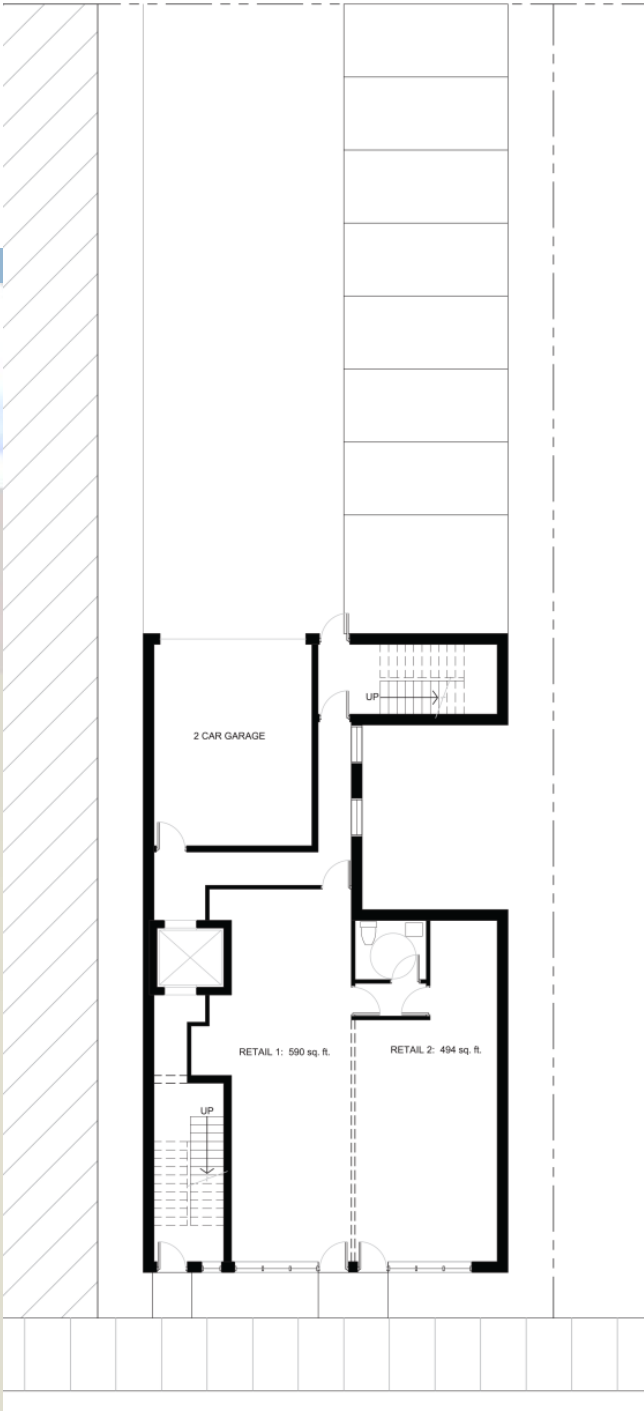 UP
2 CAR GARAGE
RETAIL 1: 590 sq. ft.
RETAIL 2: 494 sq. ft.
UP